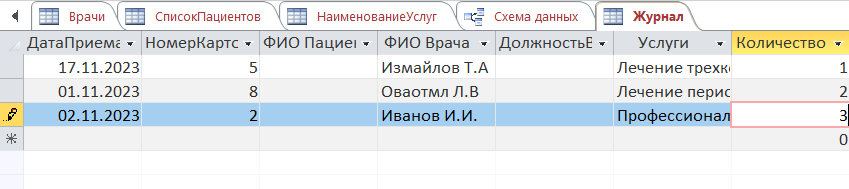 Врачи СписокПациентов НаименованиеУслуг Схема данных Журнал
ДатаПриема НомерКартс ФИО Пациен ФИО Врача ДолжностьВ Услуги Количество
17.11.2023 5 Измайлов Т.А Лечение трехк 1
01.11.2023 8 Оваотмл Л.В Лечение перис 2
02.11.2023 2 Иванов И.И. Профессионал 3
0